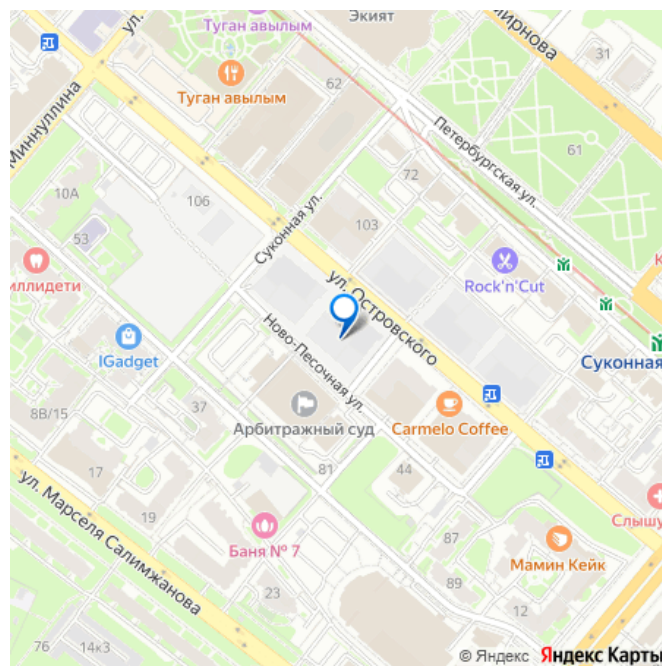 Туган авылым
Экият
ул.
мирнова
31
Туган авылым
62
Миннуллина
Петербургская ул.
61
72
10А
106
Суконная ул.
103
53
иллидети
Rock'n'Cut
К
ул. Островского
IGadget
Ново-Песочная ул.
Суконная
37
8В/15
Арбитражный суд
Carmelo Coffee
17
81
44
ул. Марселя Салимжанова
19
Слышу
Баня № 7
87
Мамин Кейк
89
23
12
76
14к3
© Яндекс Яндекс Карты